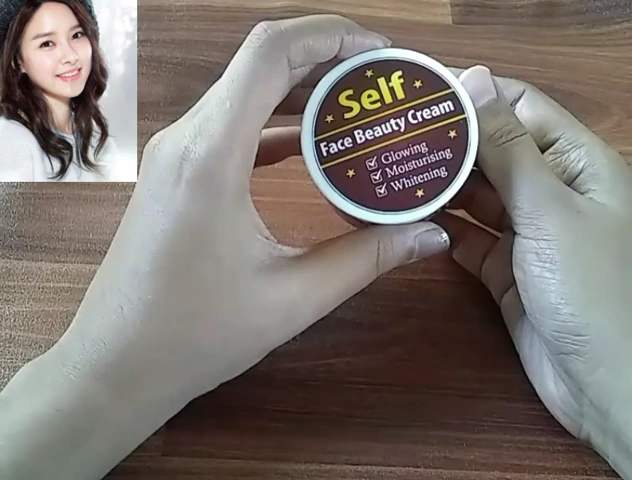 Self
Face Beauty Cream
Glowing
Moisturising
Whitening